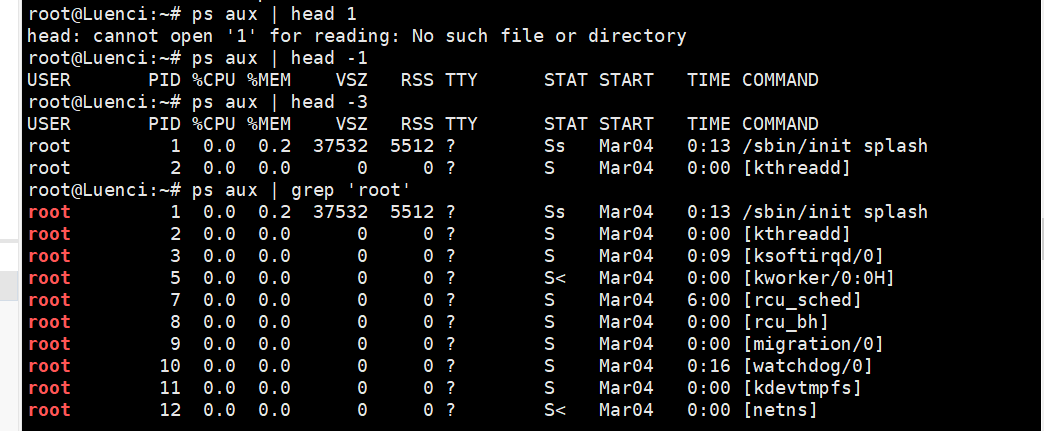 root@Luenci:~# ps aux | head 1
head: cannot open '1' for reading: No such file or directory
root@Luenci:~# ps aux | head -1
USER       PID %CPU %MEM    VSZ   RSS TTY      STAT START   TIME COMMAND
root@Luenci:~# ps aux | head -3
USER       PID %CPU %MEM    VSZ   RSS TTY      STAT START   TIME COMMAND
root         1  0.0  0.2  37532  5512 ?        Ss   Mar04   0:13 /sbin/init splash
root         2  0.0  0.0      0     0 ?        S    Mar04   0:00 [kthreadd]
root@Luenci:~# ps aux | grep 'root'
root         1  0.0  0.2  37532  5512 ?        Ss   Mar04   0:13 /sbin/init splash
root         2  0.0  0.0      0     0 ?        S    Mar04   0:00 [kthreadd]
root         3  0.0  0.0      0     0 ?        S    Mar04   0:09 [ksoftirqd/0]
root         5  0.0  0.0      0     0 ?        S<   Mar04   0:00 [kworker/0:0H]
root         7  0.0  0.0      0     0 ?        S    Mar04   6:00 [rcu_sched]
root         8  0.0  0.0      0     0 ?        S    Mar04   0:00 [rcu_bh]
root         9  0.0  0.0      0     0 ?        S    Mar04   0:00 [migration/0]
root        10  0.0  0.0      0     0 ?        S    Mar04   0:16 [watchdog/0]
root        11  0.0  0.0      0     0 ?        S    Mar04   0:00 [kdevtmpfs]
root        12  0.0  0.0      0     0 ?        S<   Mar04   0:00 [netns]